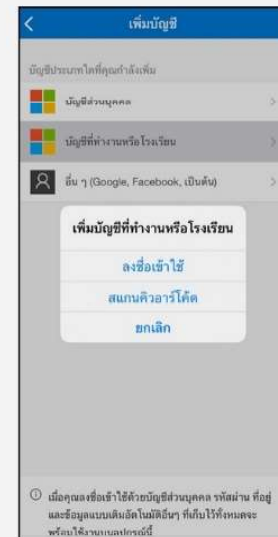 เพิ่มบัญชี
บัญชีประเภทใดที่คุณกำลังเพิ่ม
บัญชีส่วนบุคคล
บัญชีที่ทำงานหรือโรงเรียน
อื่น ๆ (Google, Facebook, เป็นต้น)
เพิ่มบัญชีที่ทำงานหรือโรงเรียน
ลงชื่อเข้าใช้
สแกนคิวอาร์โค้ด
ยกเลิก
เมื่อคุณลงชื่อเข้าใช้ด้วยบัญชีส่วนบุคคล รหัสผ่าน ที่อยู่
และข้อมูลแบบเติมอัตโนมัติอื่นๆ ที่เก็บไว้ทั้งหมดจะ
พร้อมใช้งานบนอุปกรณ์นี้